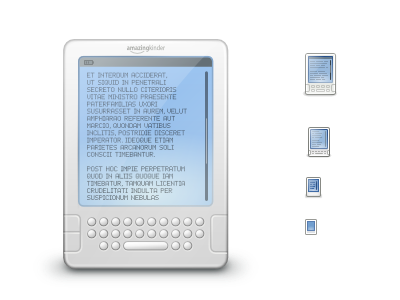 amazonkinder
ET INTERDUM ACCIDERAT,
UT SIQUID IN PENETRALI
SECRETO NULLO CITERIORIS
VITAE MINISTRO PRAESENTE
PATERFAMILIAS UXORI
SUSURRASSET IN AUREM, VELUT
AMPHIARAO REFERENTE AUT
MARCIO, QUONDAM VATIBUS
INCLITIS, POSTRIDIE DISCERET
IMPERATOR. IDEOQUE ETIAM
PARIETES ARCANORUM SOLI
CONSCII TIMEBANTUR.
POST HOC IMPIE PERPETRATUM
QUOD IN ALIIS QUOQUE IAM
TIMEBATUR, TAMQUAM LICENTIA
CRUDELITATI INDULTA PER
SUSPICIONUM NEBULAS